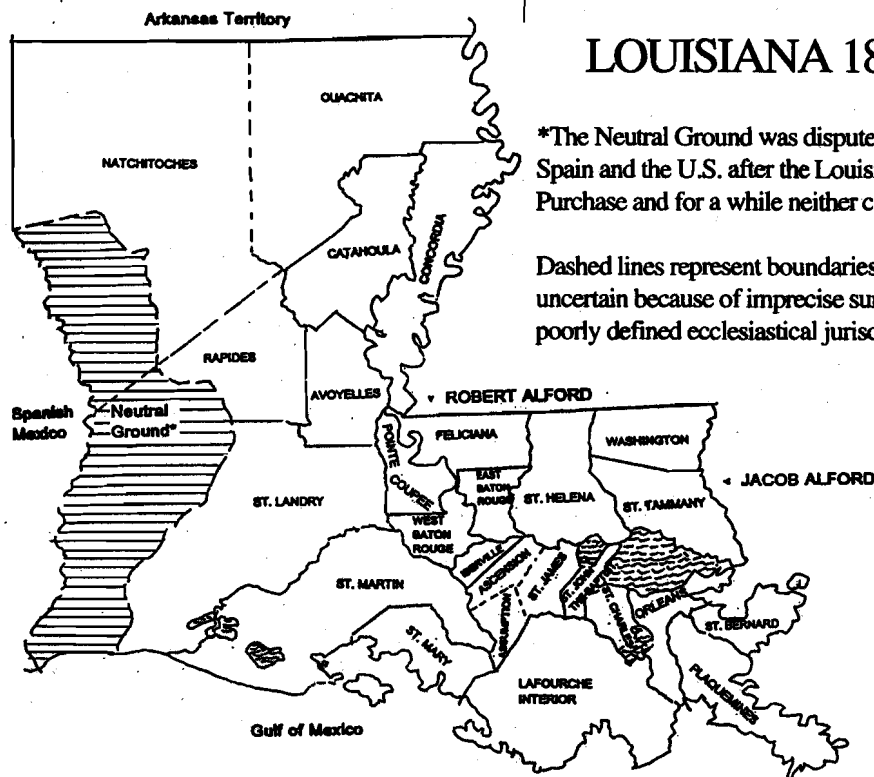 Arkansas Territory
LOUISIANA 18
*The Neutral Ground was dispute
Spain and the U.S. after the Louis
Purchase and for a while neither c
Dashed lines represent boundaries
uncertain because of imprecise su
poorly defined ecclesiastical jurisd
OUACHITA
NATCHITOCHES
CATAHOULA
CONCORDIA
RAPIDES
AVOYELLES
ROBERT ALFORD
Spanish
Mexico
Neutral
Ground*
FELICIANA
WASHINGTON
POINTE
COUPEE
EAST
BATON
ROUGE
ST. HELENA
ST. TAMMANY
JACOB ALFORD
ST. LANDRY
WEST
BATON
ROUGE
IBERVILLE
ASCENSION
ST. JAMES
ST. JOHN
ST. CHARLES
ORLEANS
ST. BERNARD
ST. MARTIN
ASSUMPTION
ST. MARY
LAFOURCHE
INTERIOR
PLAQUEMINES
Gulf of Mexico